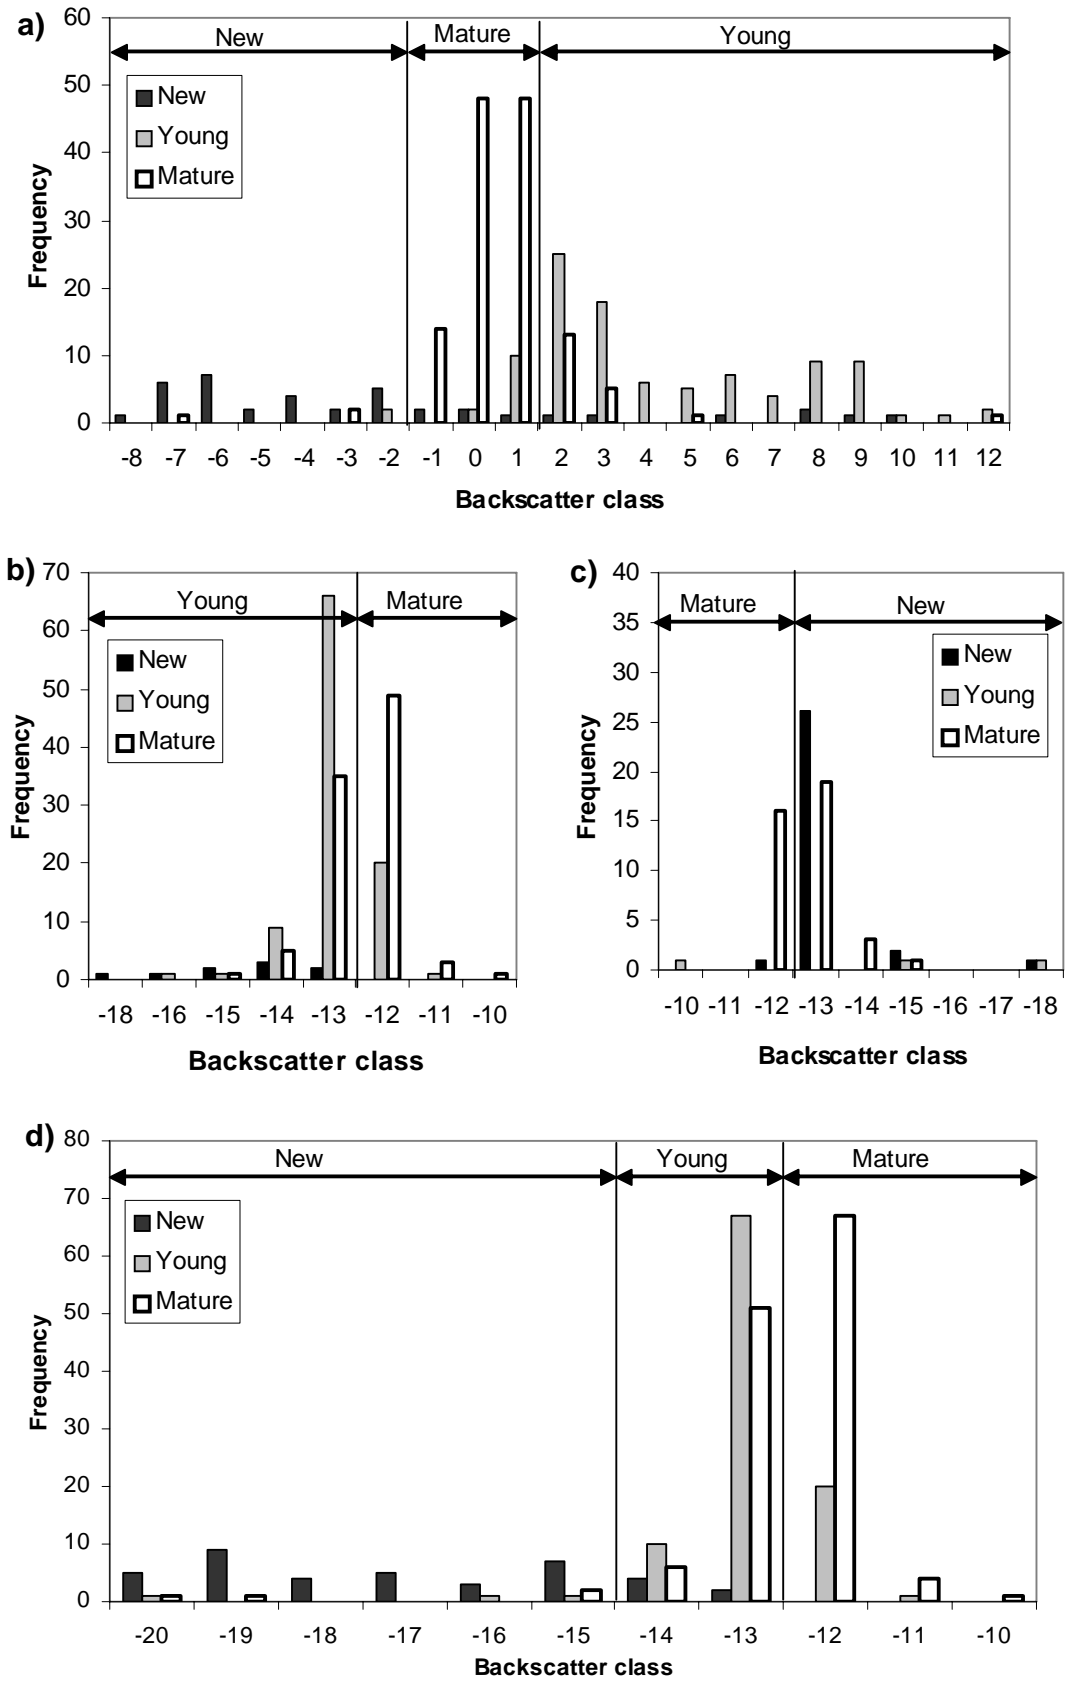 a)
60
50
40
30
20
10
0
Frequency
New Mature Young
New
Young
Mature
-8 -7 -6 -5 -4 -3 -2 -1 0 1 2 3 4 5 6 7 8 9 10 11 12
Backscatter class
b)
70
60
50
40
30
20
10
0
Frequency
Young Mature
New
Young
Mature
-18 -16 -15 -14 -13 -12 -11 -10
Backscatter class
c)
40
35
30
25
20
15
10
5
0
Frequency
Mature New
New
Young
Mature
-10 -11 -12 -13 -14 -15 -16 -17 -18
Backscatter class
d)
80
70
60
50
40
30
20
10
0
Frequency
New Young Mature
New
Young
Mature
-20 -19 -18 -17 -16 -15 -14 -13 -12 -11 -10
Backscatter class